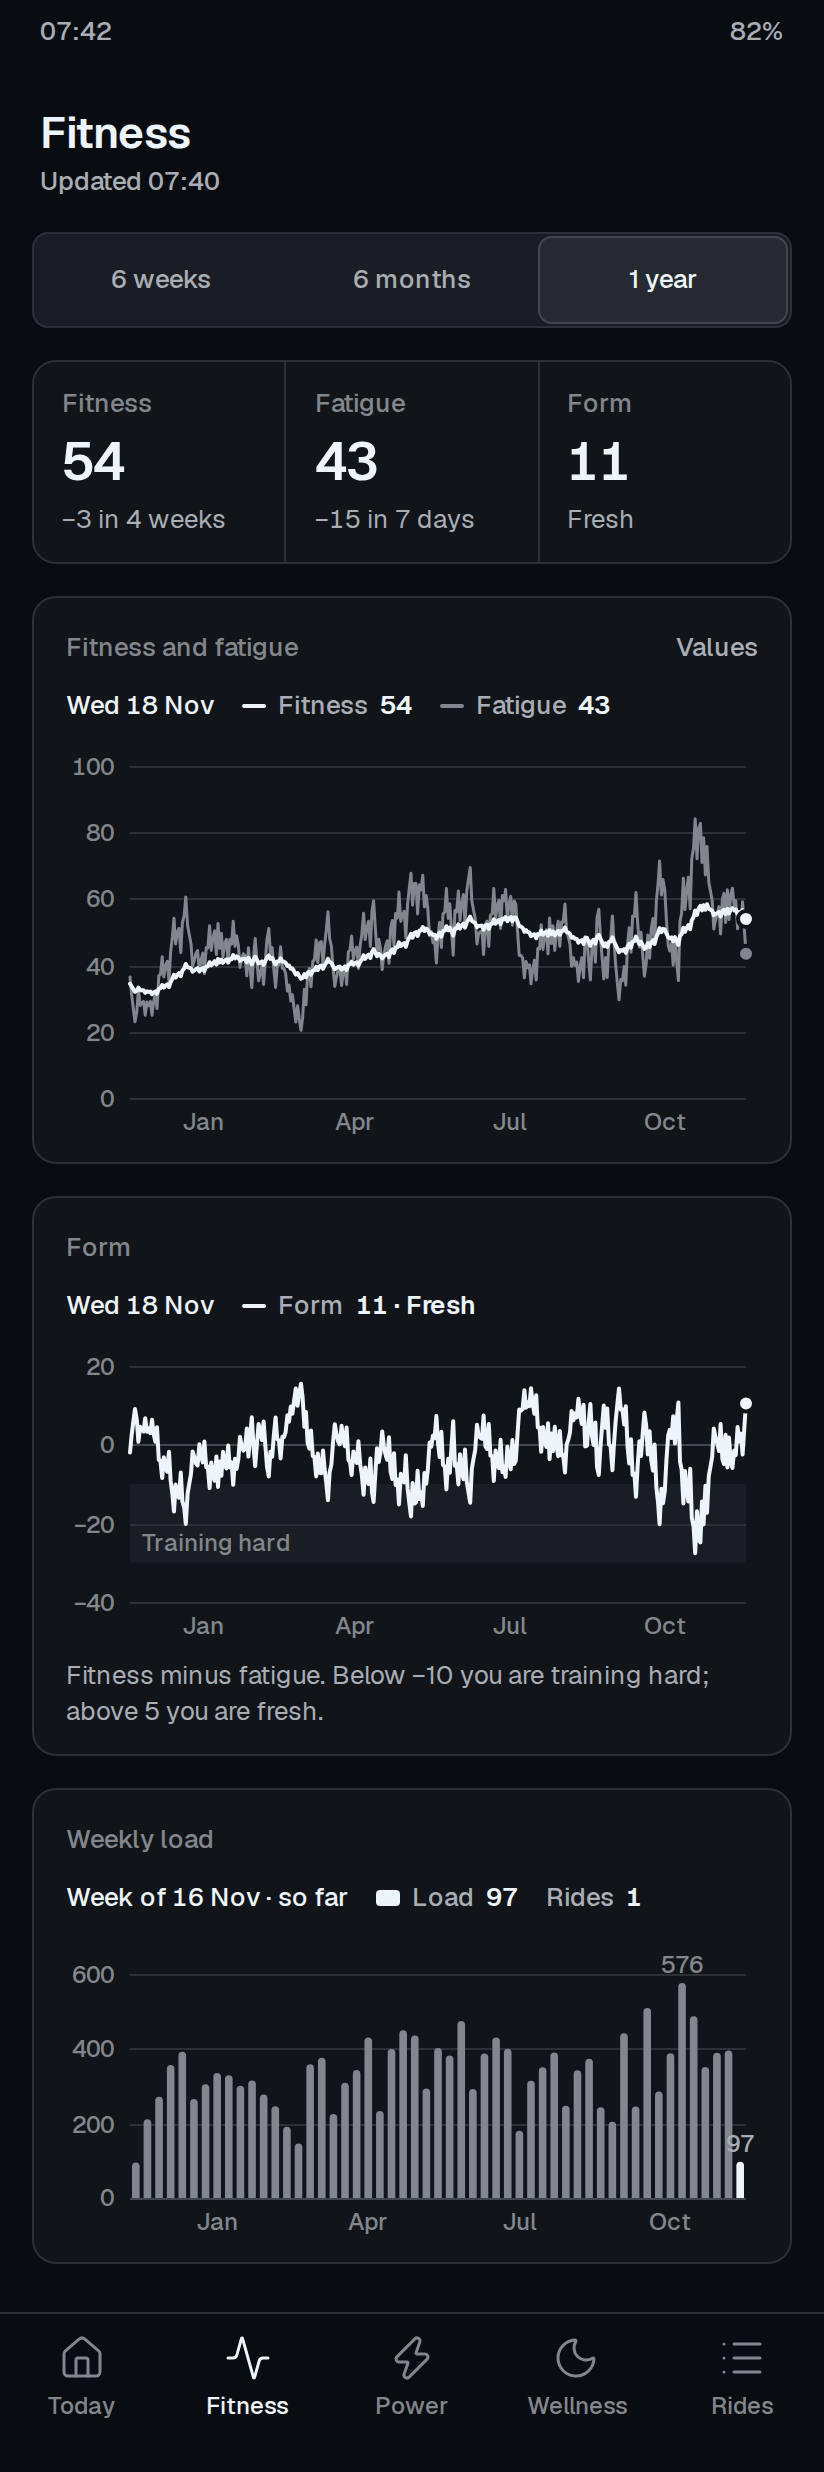 07:42 82%
Fitness
Updated 07:40
6 weeks 6 months 1 year
Fitness Fatigue Form
54 43 11
−3 in 4 weeks −15 in 7 days Fresh
Fitness and fatigue Values
Wed 18 Nov Fitness 54 Fatigue 43
100
80
60
40
20
0
Jan Apr Jul Oct
Form
Wed 18 Nov Form 11 · Fresh
20
0
−20
Training hard
−40
Jan Apr Jul Oct
Fitness minus fatigue. Below −10 you are training hard;
above 5 you are fresh.
Weekly load
Week of 16 Nov · so far Load 97 Rides 1
576
600
400
200
97
0
Jan Apr Jul Oct
Today Fitness Power Wellness Rides